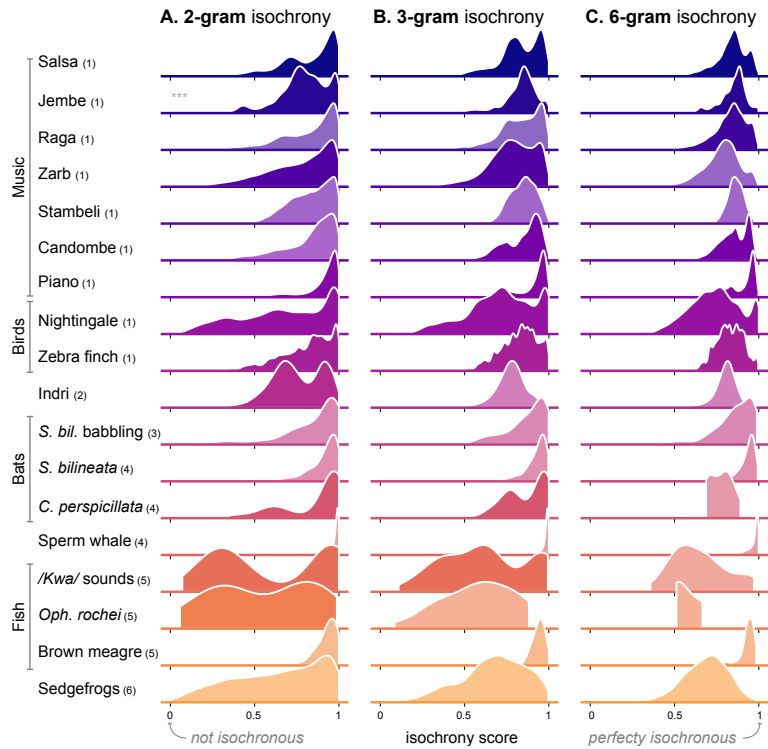 A. 2-gram isochrony B. 3-gram isochrony C. 6-gram isochrony
Music
Salsa (1)
Jembe (1) ***
Raga (1)
Zarb (1)
Stambeli (1)
Candombe (1)
Piano (1)
Birds
Nightingale (1)
Zebra finch (1)
Indri (2)
Bats
S. bil. babbling (3)
S. bilineata (4)
C. perspicillata (4)
Sperm whale (4)
Fish
/Kwa/ sounds (5)
Oph. rochei (5)
Brown meagre (5)
Sedgefrogs (6)
0 0.5 1 0 0.5 1 0 0.5 1
not isochronous isochrony score perfecty isochronous